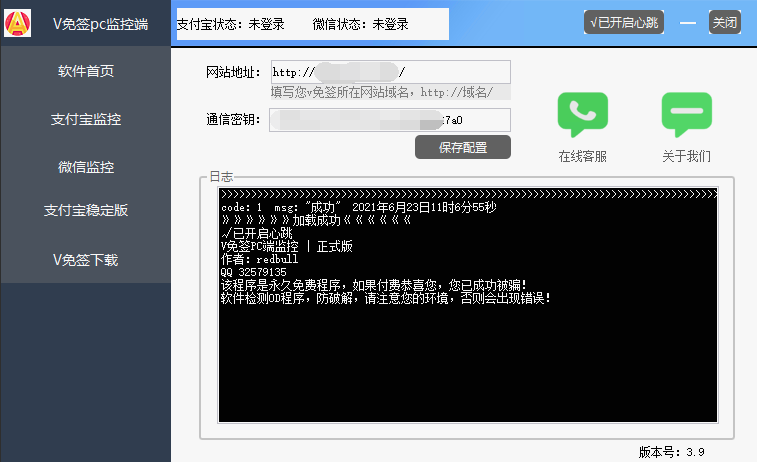 V免签pc监控端
支付宝状态：未登录 微信状态：未登录
√已开启心跳 关闭
软件首页
支付宝监控
微信监控
支付宝稳定版
V免签下载
网站地址： http:// /
填写您v免签所在网站域名，http://域名/
通信密钥： :7a0
保存配置
在线客服
关于我们
日志
》》》》》》》》》》》》》》》》》》》》》》》》》》》》》》》》》》》》》》》》》
code：1 msg："成功" 2021年6月23日11时6分55秒
》》》》》》加载成功《《《《《《
√已开启心跳
V免签PC端监控 | 正式版
作者：redbull
QQ 32579135
该程序是永久免费程序，如果付费恭喜您，您已成功被骗！
软件检测OD程序，防破解，请注意您的环境，否则会出现错误！
版本号：3.9